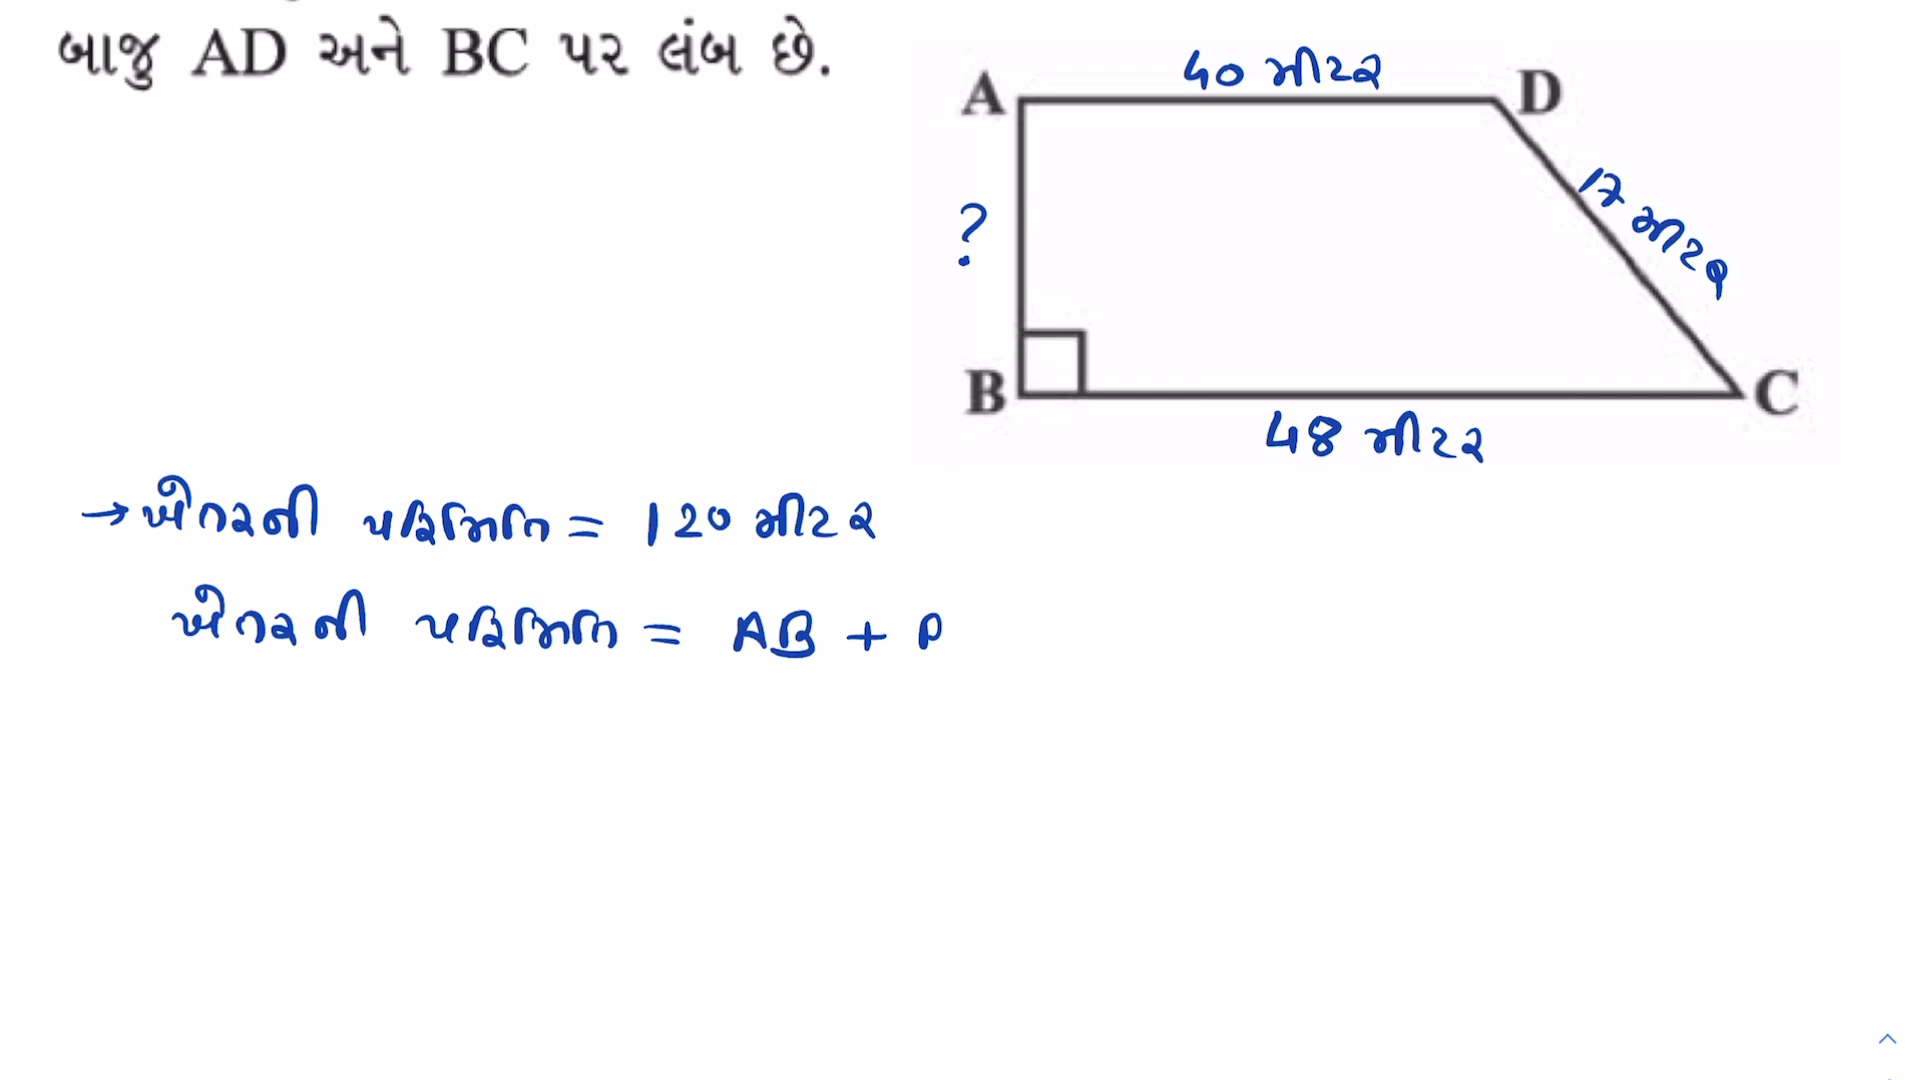 બાજુ AD અને BC પર લંબ છે.
40 મીટર
A
D
?
17 મીટર
B
C
48 મીટર
→ ખેતરની પરિમિતિ = 120 મીટર
ખેતરની પરિમિતિ = AB +